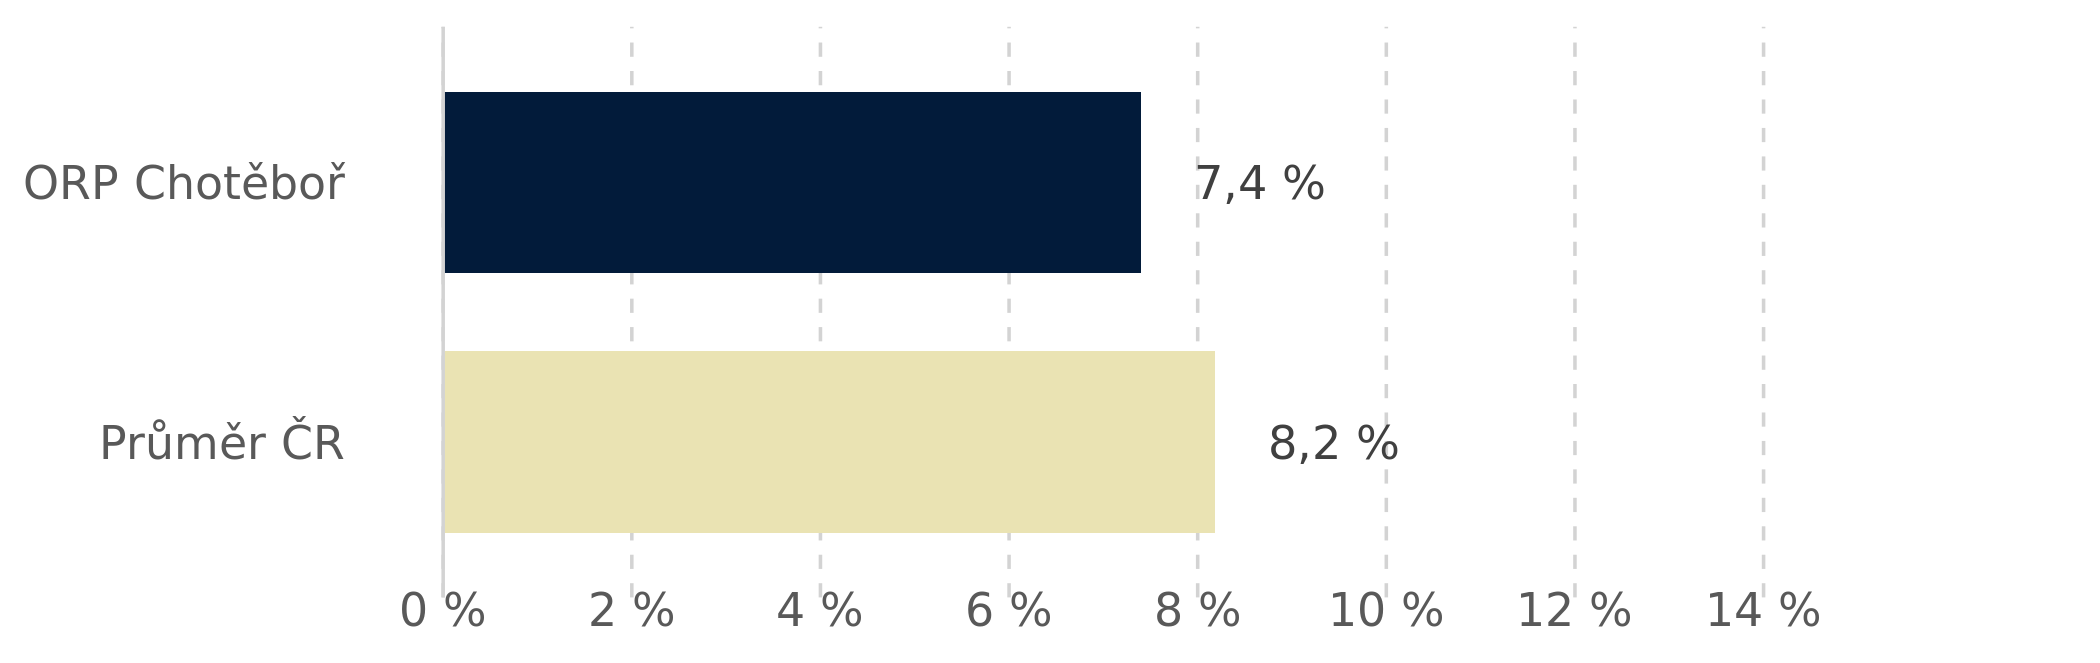 ORP Chotěboř
7,4 %
Průměr ČR
8,2 %
0 % 2 % 4 % 6 % 8 % 10 % 12 % 14 %